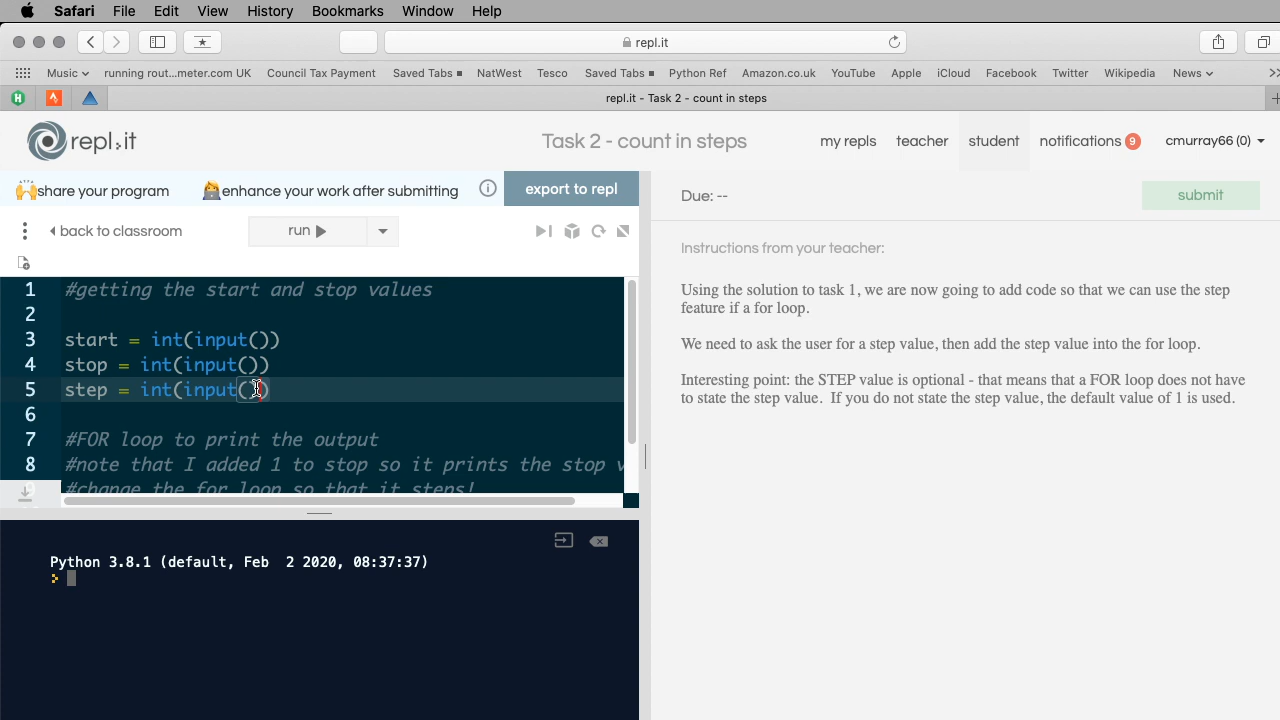 Safari File Edit View History Bookmarks Window Help
repl.it
Music running rout...meter.com UK Council Tax Payment Saved Tabs NatWest Tesco Saved Tabs Python Ref Amazon.co.uk YouTube Apple iCloud Facebook Twitter Wikipedia News
repl.it - Task 2 - count in steps
repl.it Task 2 - count in steps my repls teacher student notifications 9 cmurray66 (0)
share your program enhance your work after submitting export to repl
back to classroom run
1 #getting the start and stop values
2
3 start = int(input())
4 stop = int(input())
5 step = int(input())
6
7 #FOR loop to print the output
8 #note that I added 1 to stop so it prints the stop v
9 #change the for loop so that it steps!
Python 3.8.1 (default, Feb 2 2020, 08:37:37)
Due: -- submit
Instructions from your teacher:
Using the solution to task 1, we are now going to add code so that we can use the step
feature if a for loop.
We need to ask the user for a step value, then add the step value into the for loop.
Interesting point: the STEP value is optional - that means that a FOR loop does not have
to state the step value. If you do not state the step value, the default value of 1 is used.